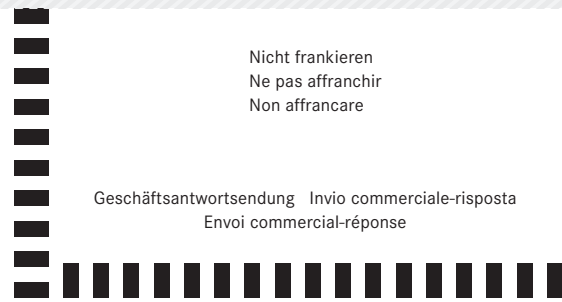 Nicht frankieren
Ne pas affranchir
Non affrancare
Geschäftsantwortsendung Invio commerciale-risposta
Envoi commercial-réponse